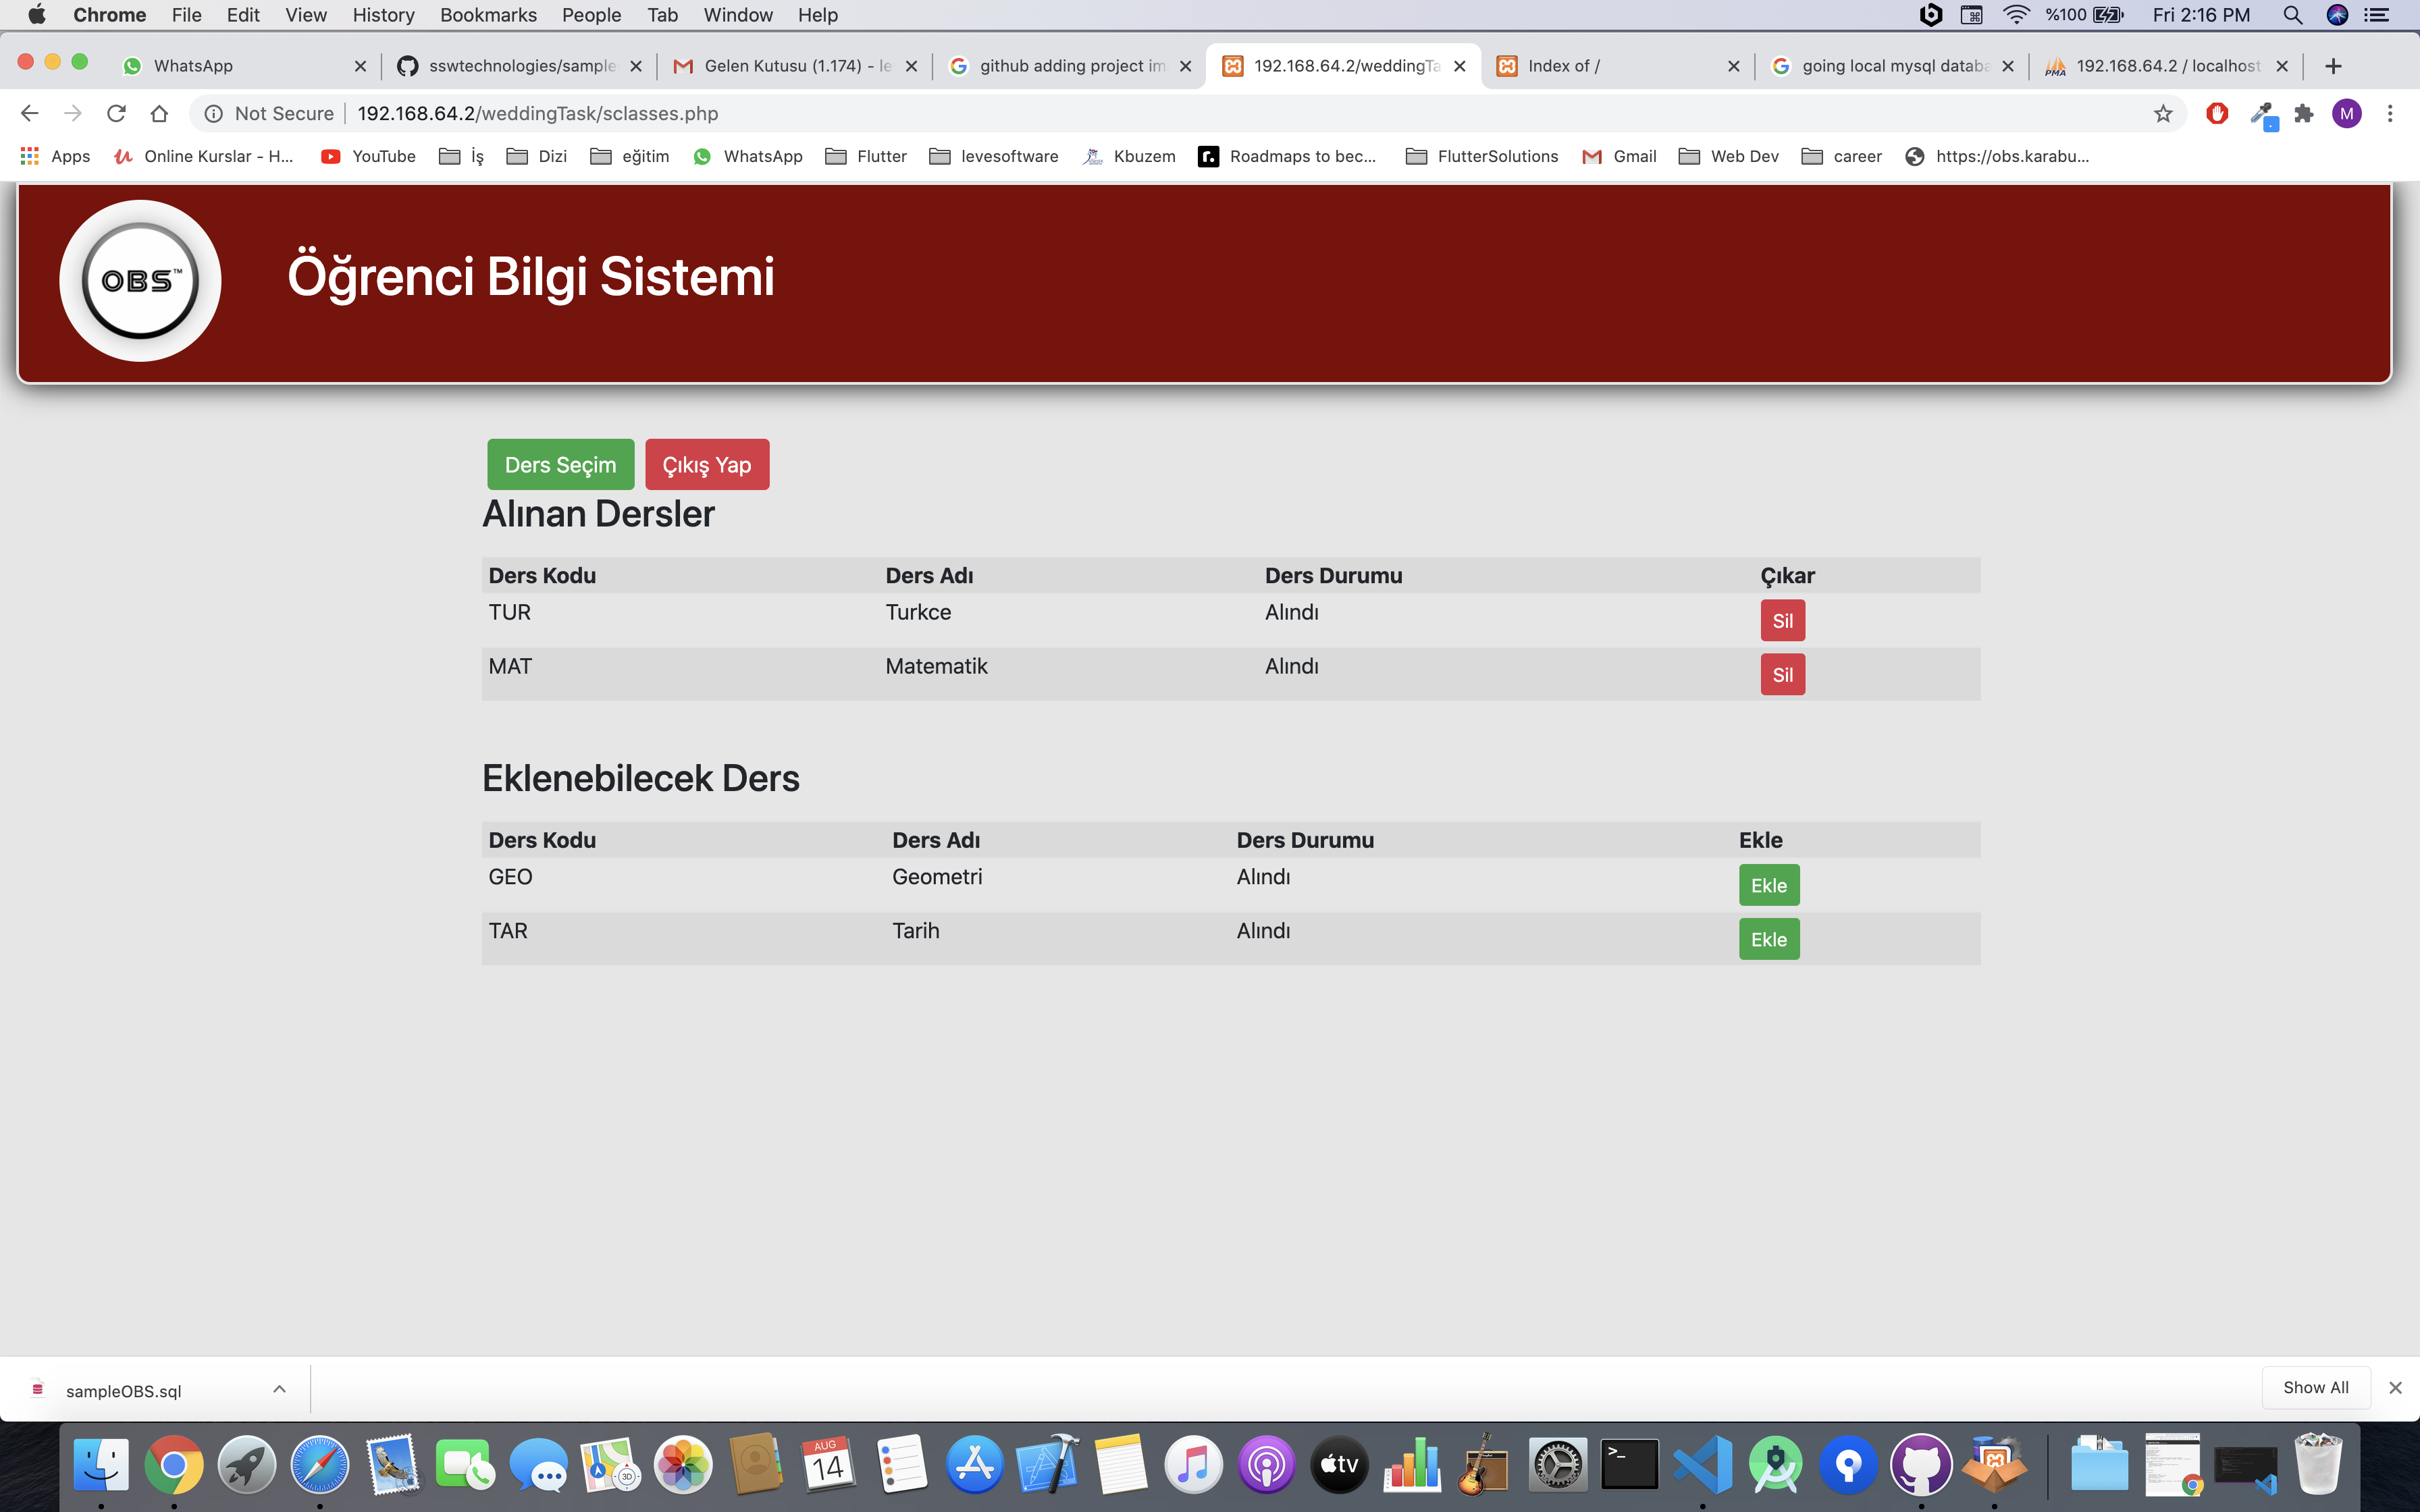 Chrome File Edit View History Bookmarks People Tab Window Help %100 Fri 2:16 PM
WhatsApp sswtechnologies/sample Gelen Kutusu (1.174) - le github adding project im 192.168.64.2/weddingTa Index of / going local mysql databa PMA 192.168.64.2 / localhost
Not Secure 192.168.64.2/weddingTask/sclasses.php M
Apps Online Kurslar - H... YouTube İş Dizi eğitim WhatsApp Flutter levesoftware Kbuzem r. Roadmaps to bec... FlutterSolutions Gmail Web Dev career https://obs.karabu...
OBS™ Öğrenci Bilgi Sistemi
Ders Seçim Çıkış Yap
Alınan Dersler
Ders Kodu Ders Adı Ders Durumu Çıkar
TUR Turkce Alındı Sil
MAT Matematik Alındı Sil
Eklenebilecek Ders
Ders Kodu Ders Adı Ders Durumu Ekle
GEO Geometri Alındı Ekle
TAR Tarih Alındı Ekle
sampleOBS.sql Show All
AUG 14 3D tv >_